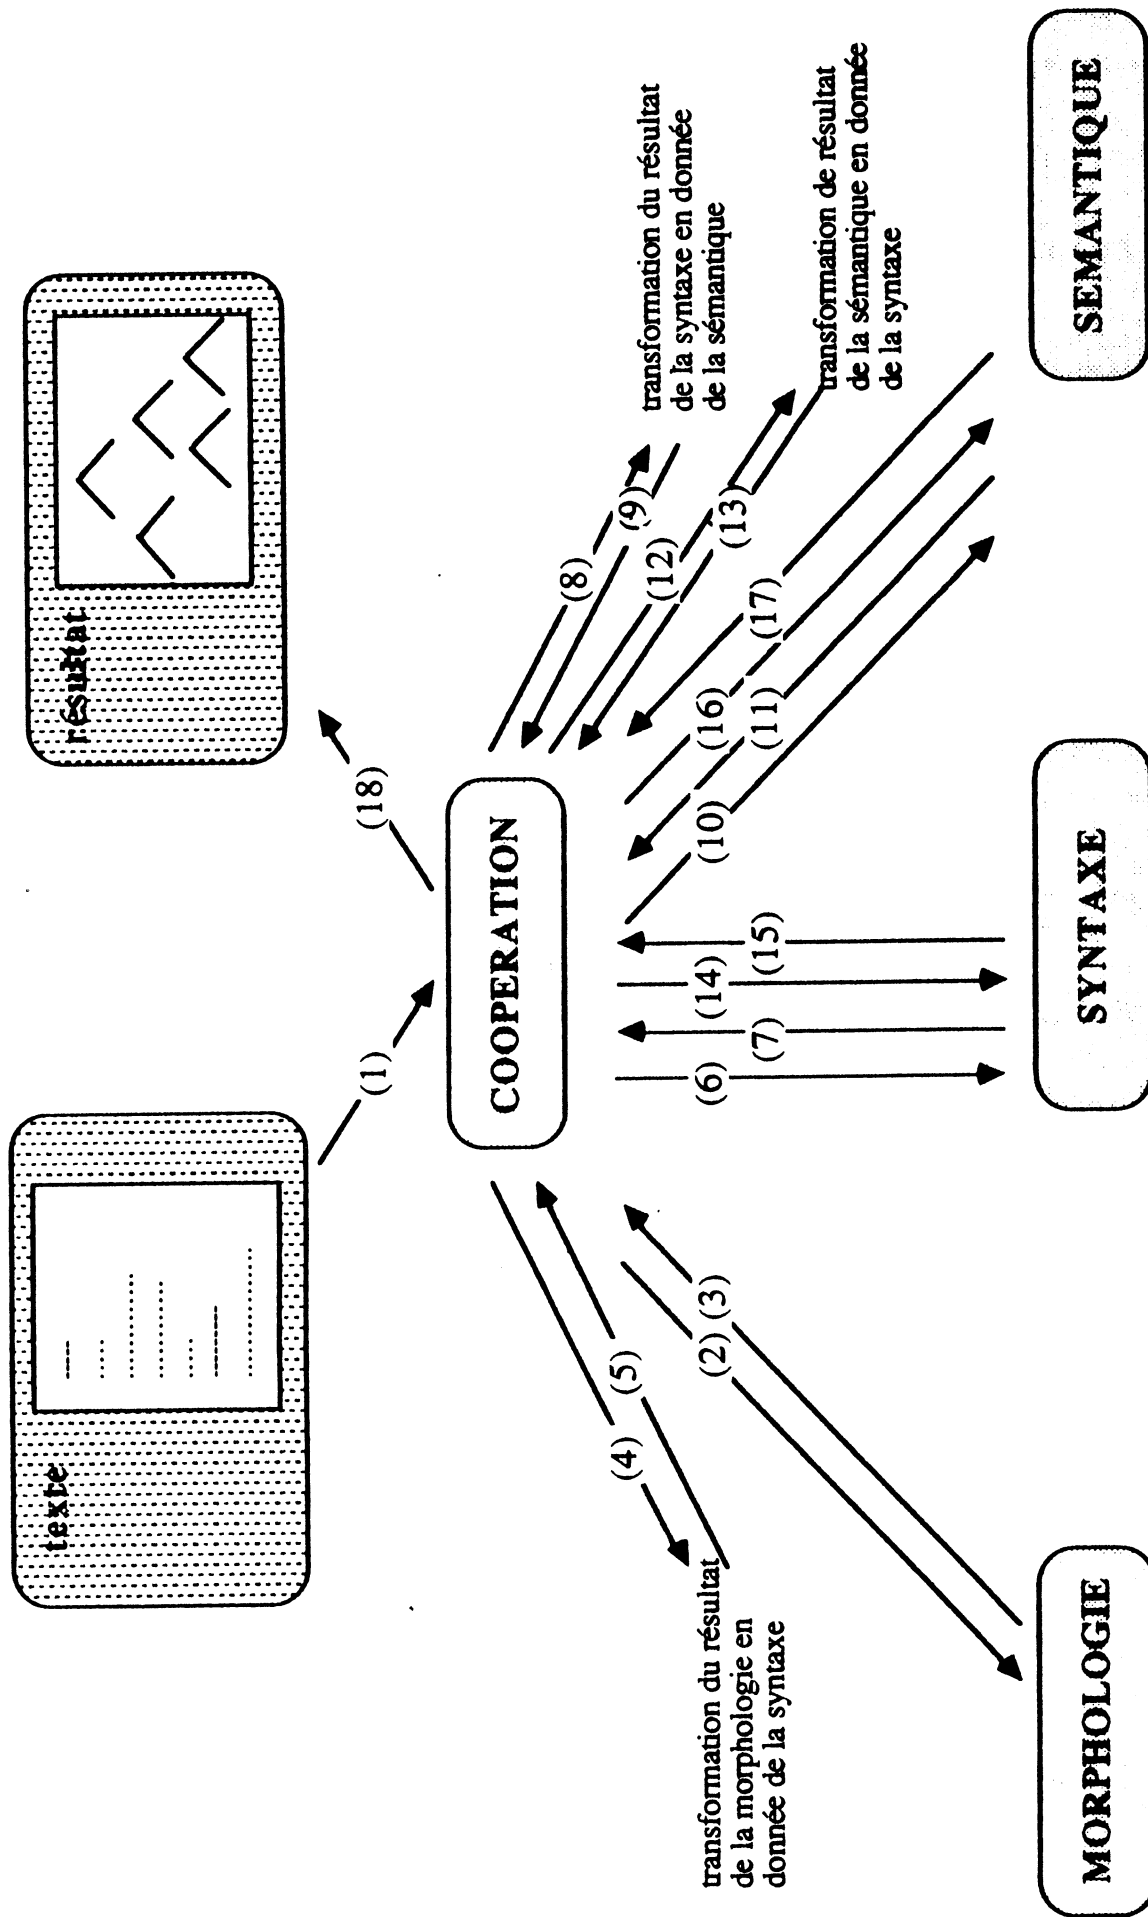 texte
résultat
(1)
(18)
COOPERATION
(4)
(5)
(2)
(3)
transformation du résultat
de la morphologie en
donnée de la syntaxe
(6)
(7)
(14)
(15)
(8)
(9)
(12)
(13)
transformation du résultat
de la syntaxe en donnée
de la sémantique
transformation de résultat
de la sémantique en donnée
de la syntaxe
(10)
(11)
(16)
(17)
MORPHOLOGIE
SYNTAXE
SEMANTIQUE